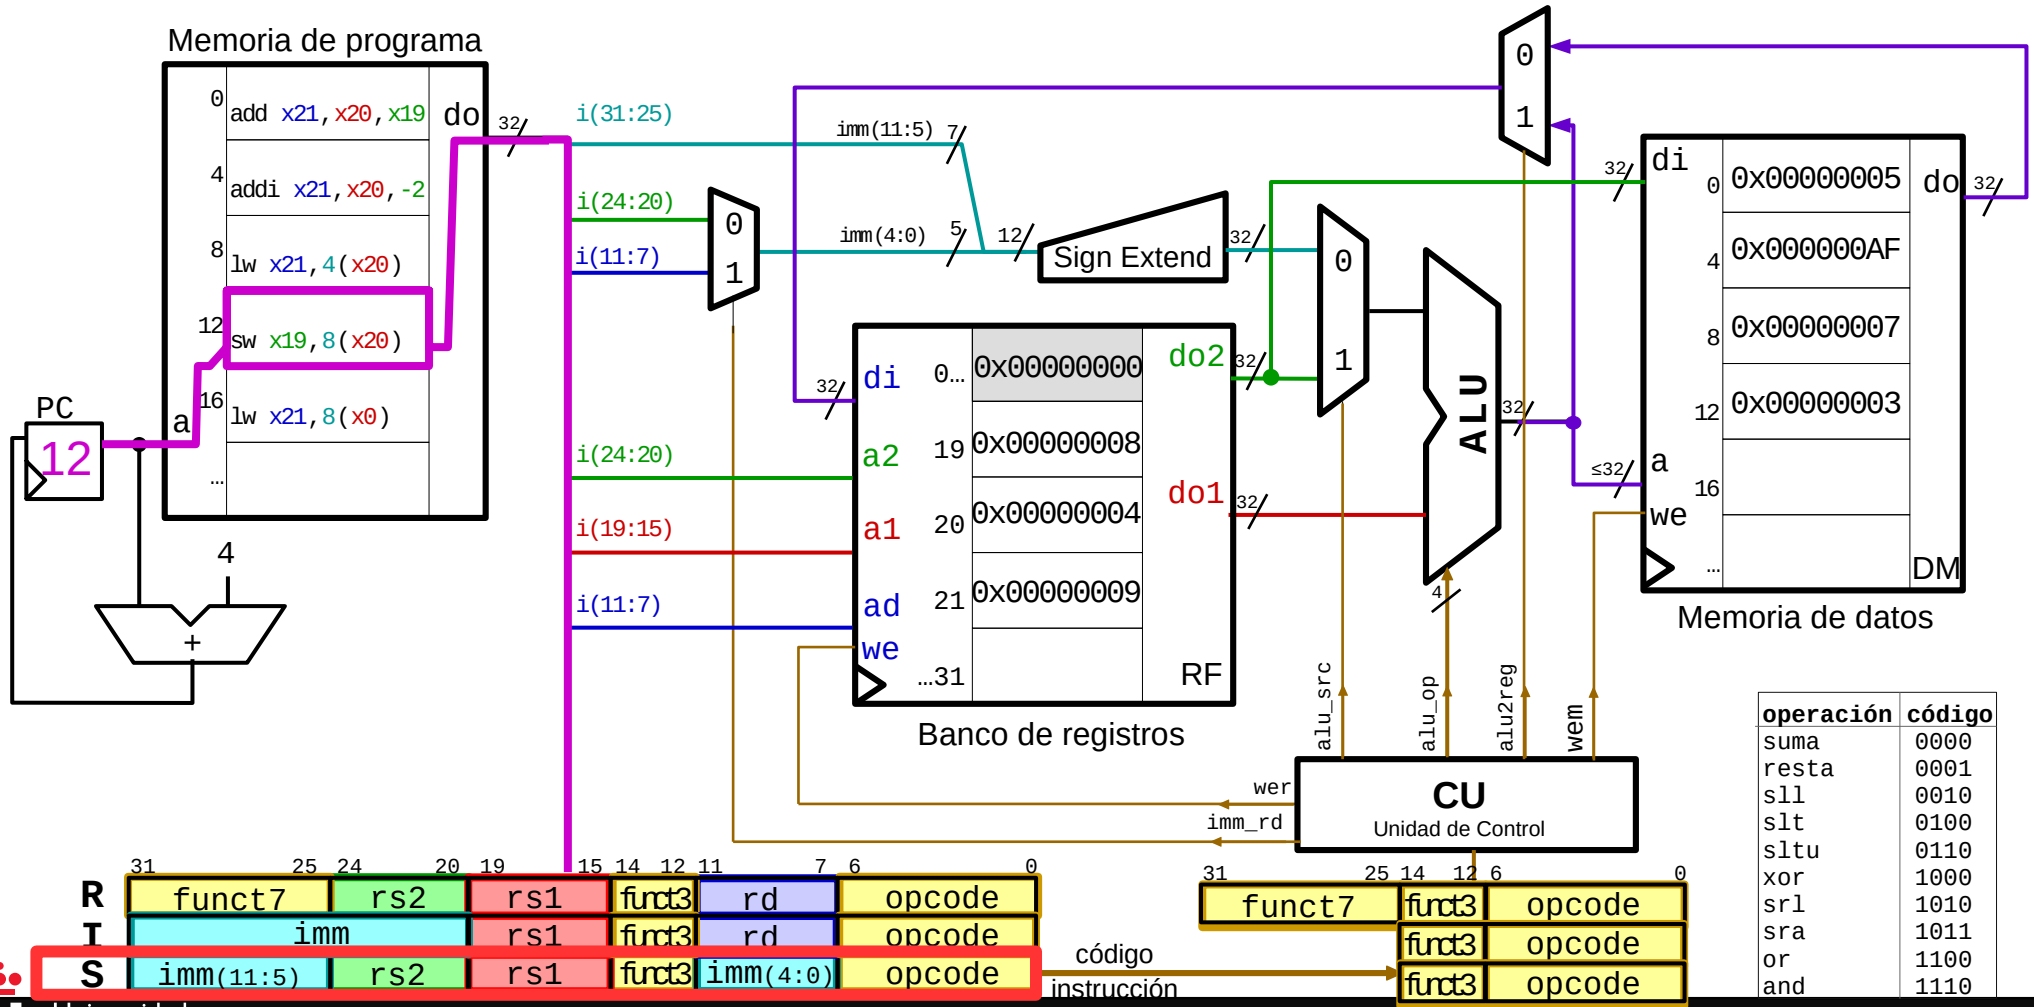 Memoria de programa
0 add x21,x20,x19
do
4 addi x21,x20,-2
8 lw x21,4(x20)
12 sw x19,8(x20)
16 lw x21,8(x0)
a
...
PC
12
4
+
32
i(31:25)
i(24:20)
i(11:7)
i(24:20)
i(19:15)
i(11:7)
0
1
imm(11:5) 7
imm(4:0) 5
12
Sign Extend
32
di
a2
a1
ad
we
32
0... 0x00000000
19 0x00000008
20 0x00000004
21 0x00000009
...31
do2
32
do1
32
RF
Banco de registros
0
1
ALU
32
4
0
1
di
32
0 0x00000005
4 0x000000AF
8 0x00000007
12 0x00000003
16
...
do
32
a
≤32
we
DM
Memoria de datos
alu_src
alu_op
alu2reg
wem
wer
imm_rd
CU
Unidad de Control
operación código
suma 0000
resta 0001
sll 0010
slt 0100
sltu 0110
xor 1000
srl 1010
sra 1011
or 1100
and 1110
31 25 24 20 19 15 14 12 11 7 6 0
R funct7 rs2 rs1 funct3 rd opcode
I imm rs1 funct3 rd opcode
S imm(11:5) rs2 rs1 funct3 imm(4:0) opcode
código
instrucción
31 25 14 12 6 0
funct7 funct3 opcode
funct3 opcode
funct3 opcode